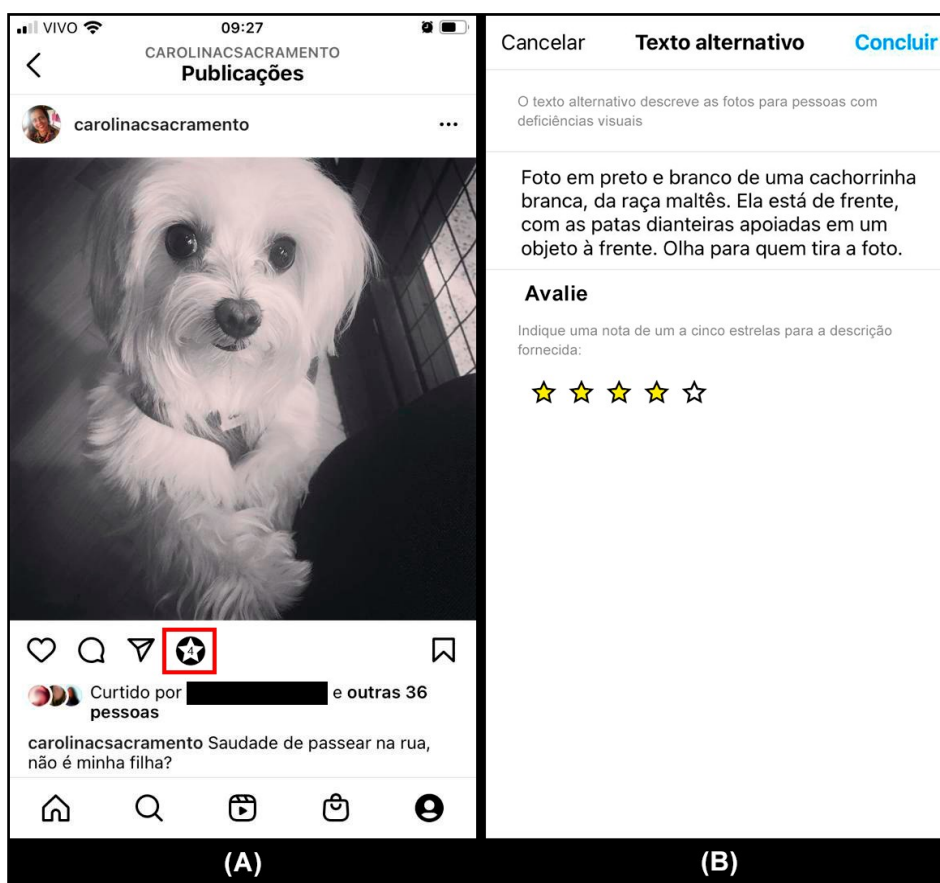 VIVO 09:27
CAROLINACSACRAMENTO
Publicações
carolinacsacramento
4
Curtido por e outras 36
pessoas
carolinacsacramento Saudade de passear na rua,
não é minha filha?
(A)
Cancelar Texto alternativo Concluir
O texto alternativo descreve as fotos para pessoas com
deficiências visuais
Foto em preto e branco de uma cachorrinha
branca, da raça maltês. Ela está de frente,
com as patas dianteiras apoiadas em um
objeto à frente. Olha para quem tira a foto.
Avalie
Indique uma nota de um a cinco estrelas para a descrição
fornecida:
(B)